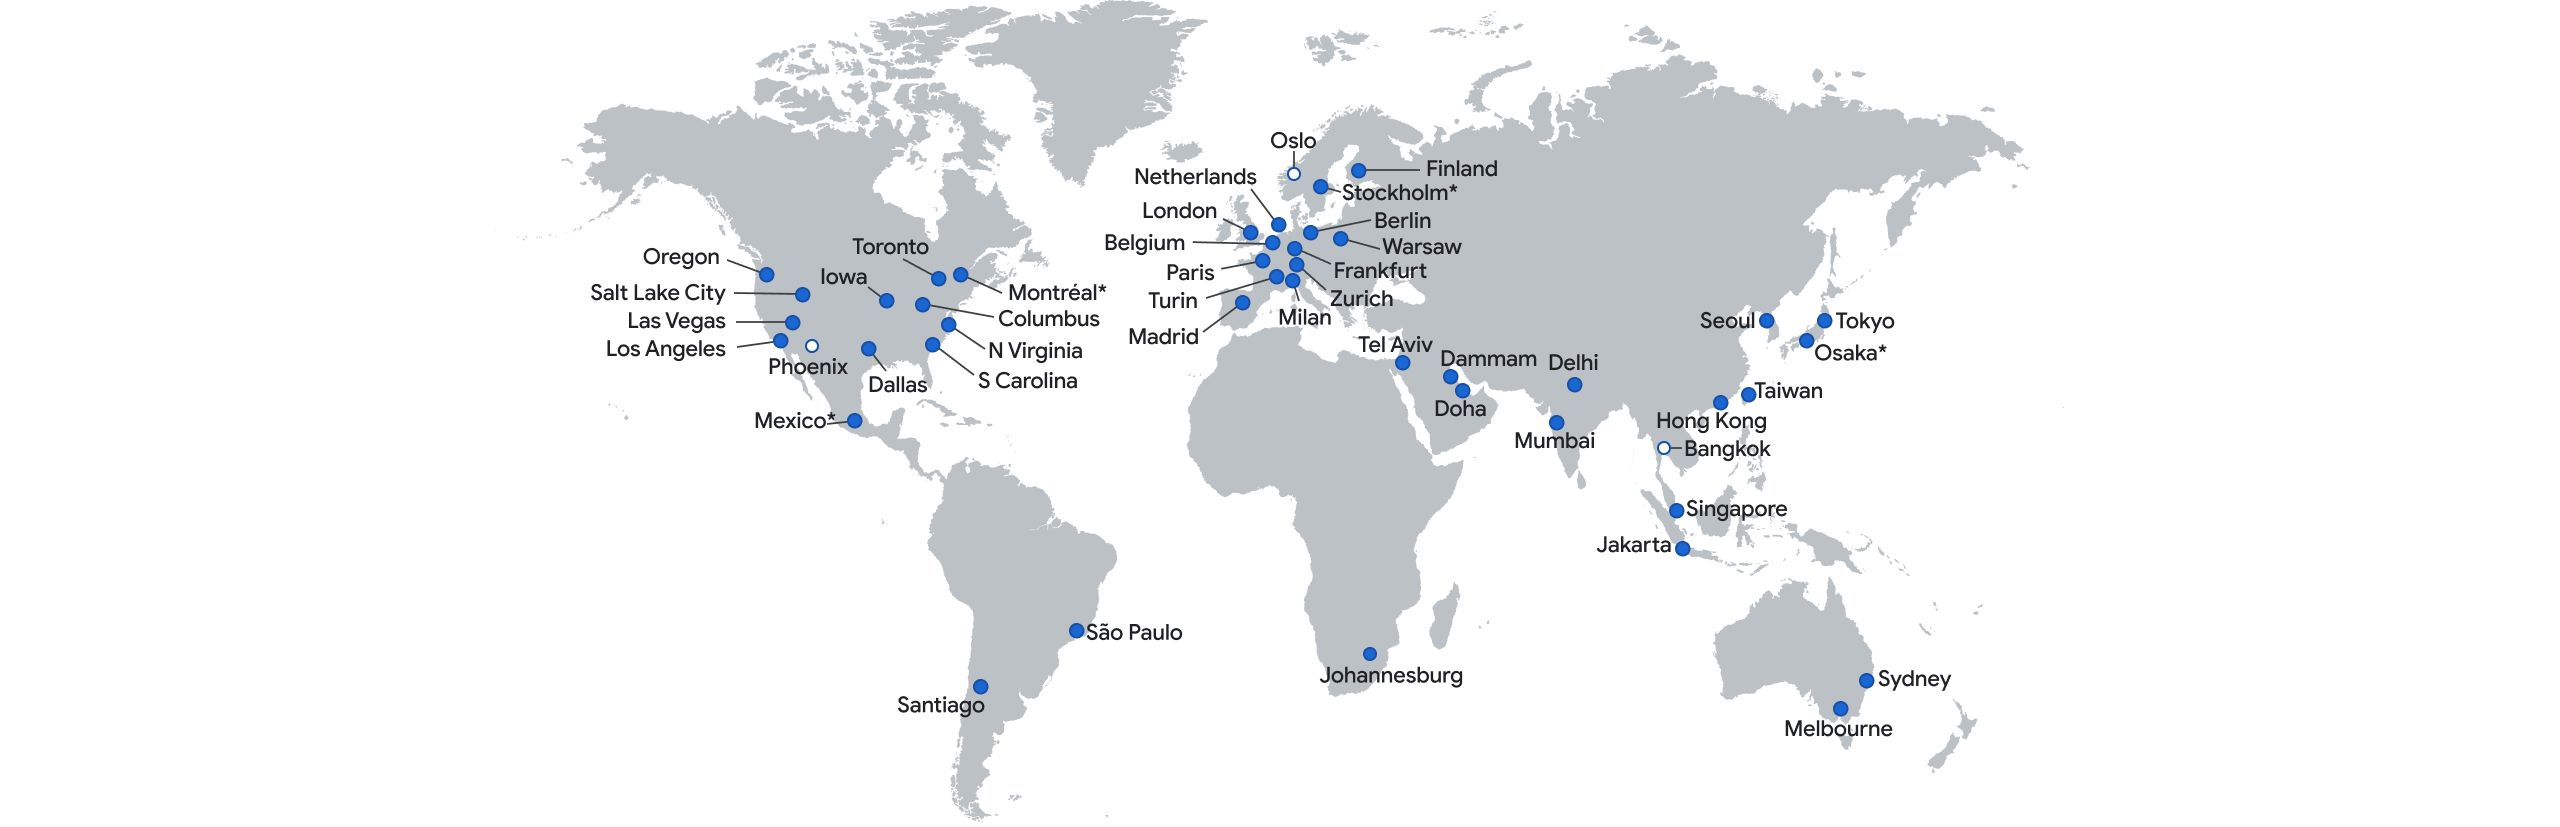 Oslo
Finland
Netherlands
Stockholm*
London
Berlin
Belgium
Warsaw
Paris
Frankfurt
Turin
Zurich
Milan
Madrid
Toronto
Oregon
Iowa
Salt Lake City
Montréal*
Las Vegas
Columbus
Los Angeles
N Virginia
Phoenix
Dallas
S Carolina
Mexico*
Tel Aviv
Dammam
Delhi
Doha
Mumbai
Seoul
Tokyo
Osaka*
Taiwan
Hong Kong
Bangkok
Singapore
Jakarta
São Paulo
Santiago
Johannesburg
Sydney
Melbourne